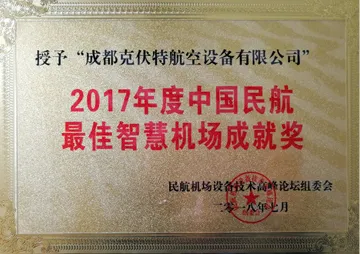 授予“成都克伏特航空设备有限公司”
2017年度中国民航
最佳智慧机场成就奖
民航机场设备技术高峰论坛组委会
二零一八年七月